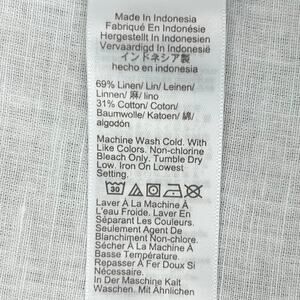 Made In Indonesia
Fabriqué En Indonésie
Hergestellt In Indonesien
Vervaardigd In Indonesië
インドネシア製
hecho en indonesia
69% Linen/Lin/Leinen/
Linnen/ 麻/ lino
31% Cotton/ Coton/
Baumwolle/ Katoen/ 綿/
algodón
Machine Wash Cold. With
Like Colors. Non-chlorine
Bleach Only. Tumble Dry
Low. Iron On Lowest
Setting.
30
Laver À La Machine À
L'eau Froide. Laver En
Séparant Les Couleurs.
Seulement Agent De
Blanchiment Non-chloré.
Sécher À La Machine À
Basse Température.
Repasser À Fer Doux Si
Nécessaire.
In Der Maschine Kalt
Waschen. Mit Ähnlichen